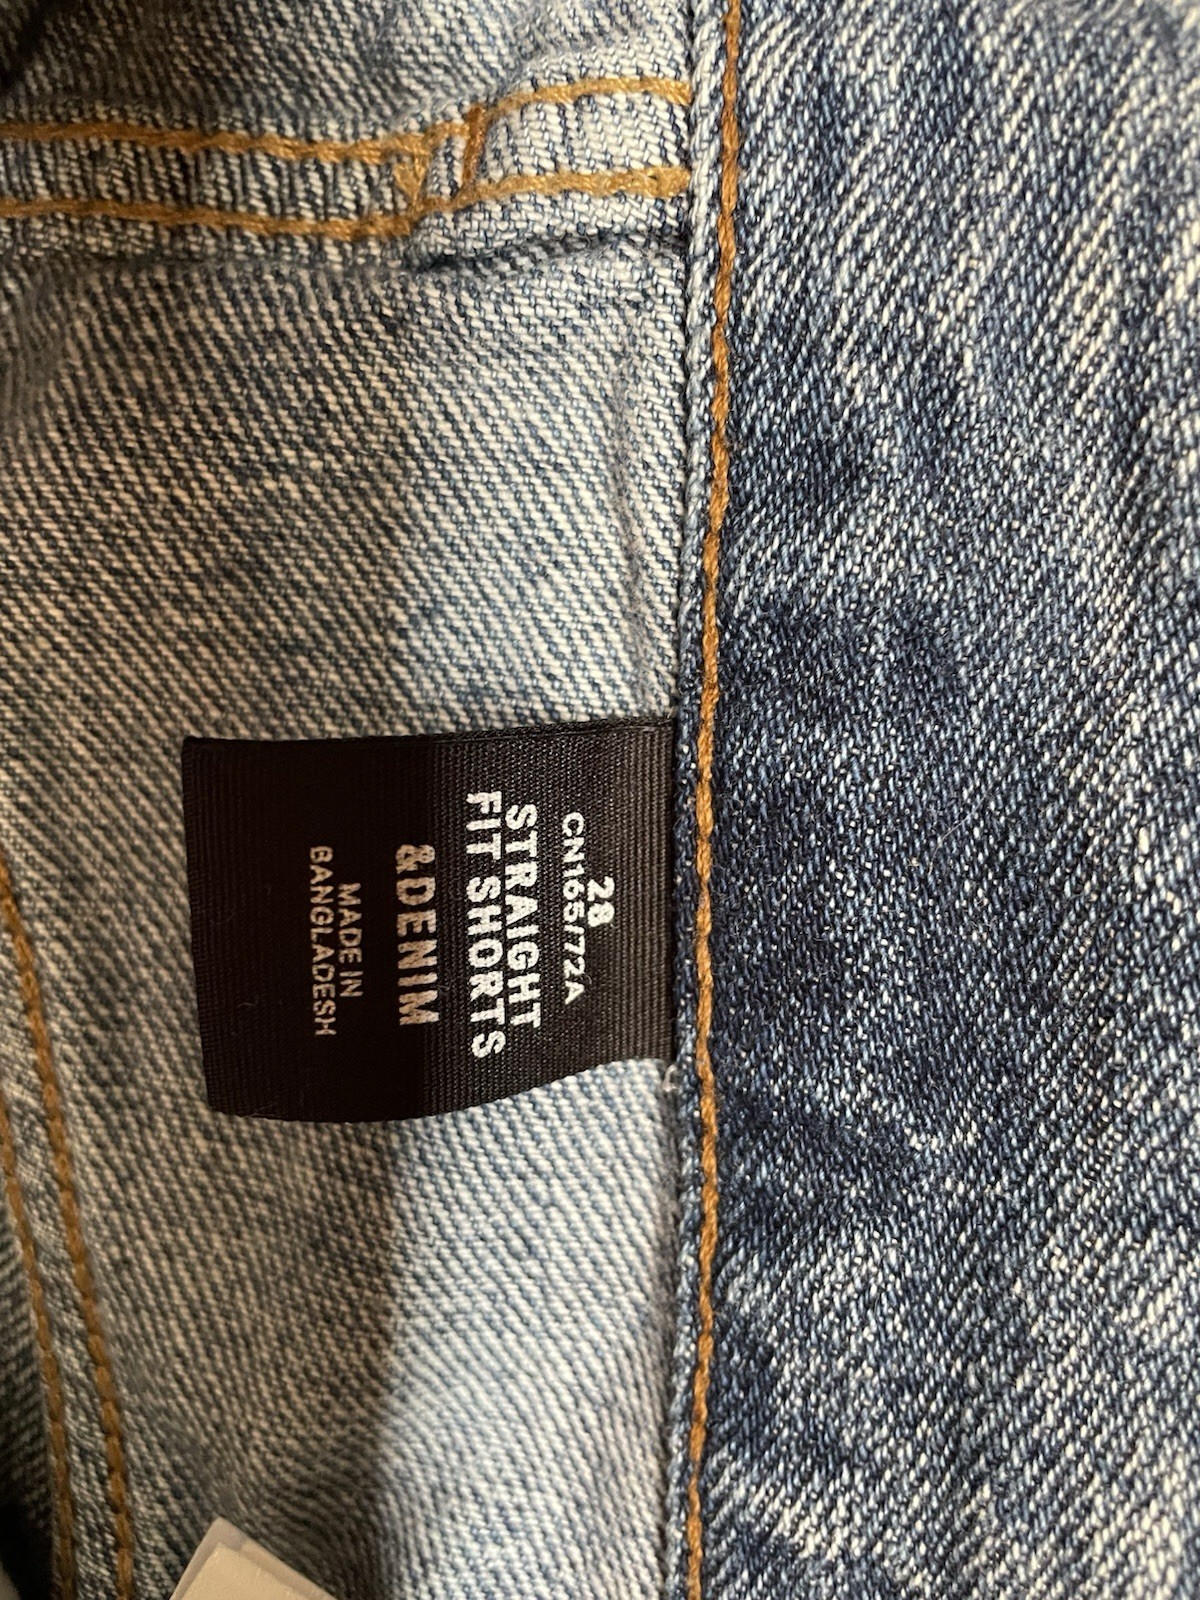 28
CN165/72A
STRAIGHT
FIT SHORTS
&DENIM
MADE IN
BANGLADESH